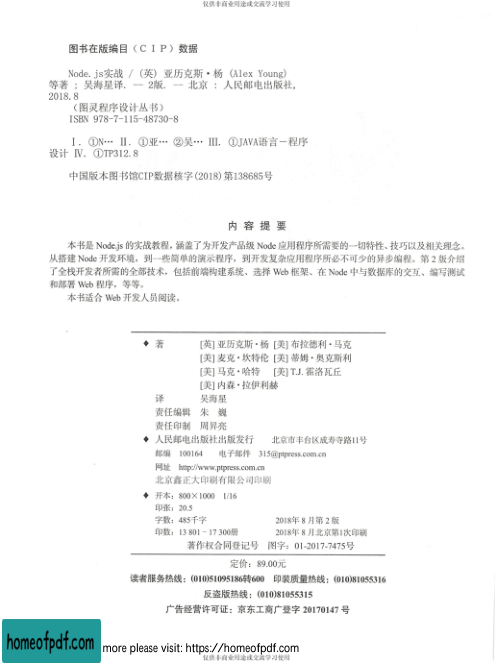 仅供非商业用途或交流学习使用
图书在版编目(CIP)数据
Node.js实战 / (英) 亚历克斯·杨 (Alex Young)
等著 ; 吴海星译. -- 2版. -- 北京 : 人民邮电出版社,
2018.8
(图灵程序设计丛书)
ISBN 978-7-115-48730-8
Ⅰ. ①N… Ⅱ. ①亚… ②吴… Ⅲ. ①JAVA语言-程序
设计 Ⅳ. ①TP312.8
中国版本图书馆CIP数据核字(2018)第138685号
内 容 提 要
本书是 Node.js 的实战教程,涵盖了为开发产品级 Node 应用程序所需要的一切特性、技巧以及相关理念。
从搭建 Node 开发环境,到一些简单的演示程序,到开发复杂应用程序所必不可少的异步编程。第 2 版介绍
了全栈开发者所需的全部技术,包括前端构建系统、选择 Web 框架、在 Node 中与数据库的交互、编写测试
和部署 Web 程序,等等。
本书适合 Web 开发人员阅读。
◆ 著 [英] 亚历克斯·杨 [美] 布拉德利·马克
[美] 麦克·坎特伦 [美] 蒂姆·奥克斯利
[美] 马克·哈特 [美] T.J. 霍洛瓦丘
[美] 内森·拉伊利赫
译 吴海星
责任编辑 朱 巍
责任印制 周昇亮
◆ 人民邮电出版社出版发行 北京市丰台区成寿寺路11号
邮编 100164 电子邮件 315@ptpress.com.cn
网址 http://www.ptpress.com.cn
北京鑫正大印刷有限公司印刷
◆ 开本:800×1000 1/16
印张:20.5
字数:485千字 2018年 8 月第 2 版
印数:13 801-17 300册 2018年 8 月北京第1次印刷
著作权合同登记号 图字:01-2017-7475号
定价:89.00元
读者服务热线:(010)51095186转600 印装质量热线:(010)81055316
反盗版热线:(010)81055315
广告经营许可证:京东工商广登字 20170147 号
homeofpdf.com more please visit: https://homeofpdf.com
仅供非商业用途或交流学习使用